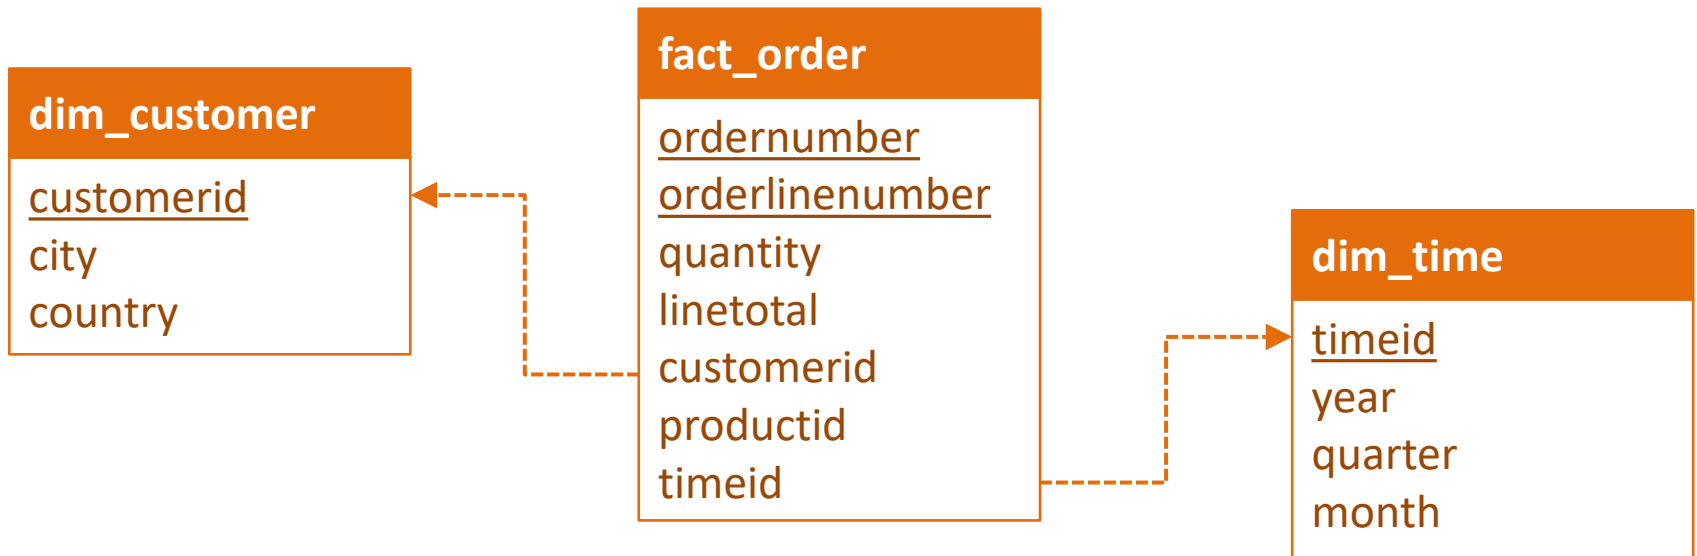 dim_customer
customerid
city
country
fact_order
ordernumber
orderlinenumber
quantity
linetotal
customerid
productid
timeid
dim_time
timeid
year
quarter
month